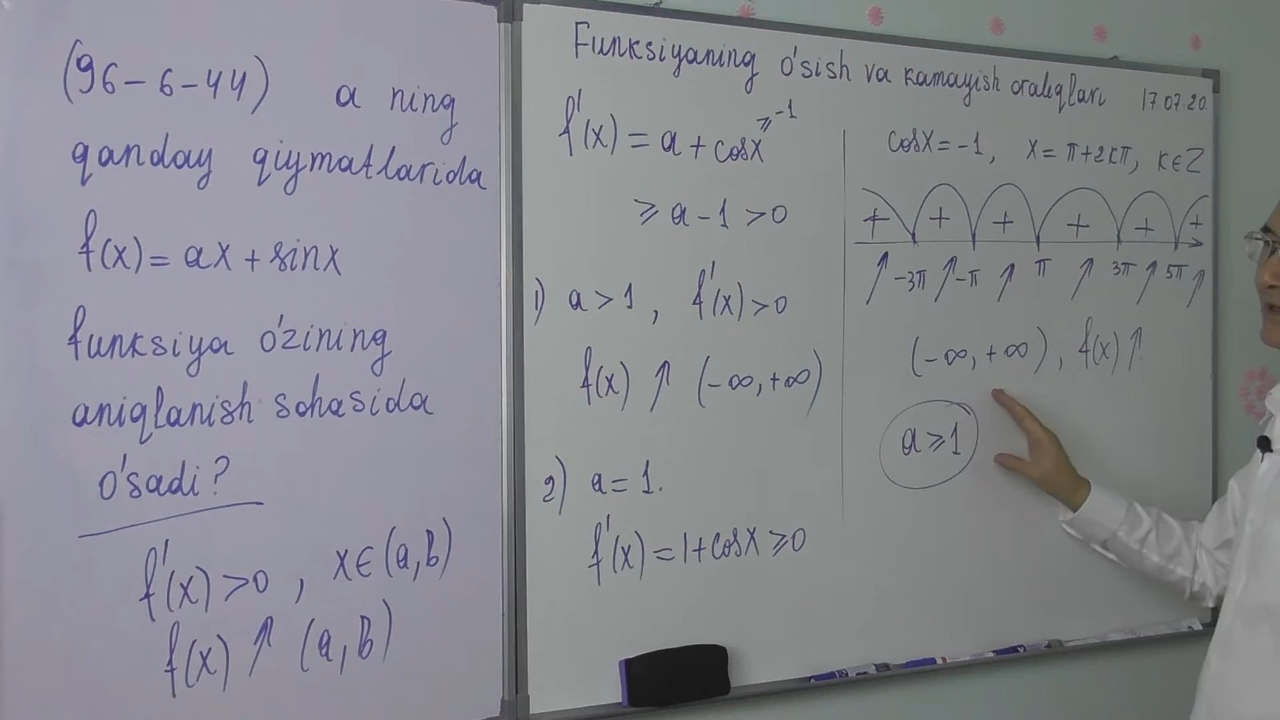 (96-6-44) a ning
qanday qiymatlarida
f(x) = ax + sinx
funksiya o'zining
aniqlanish sohasida
o'sadi?
f'(x) > 0, x ∈ (a, b)
f(x) ↑ (a, b)
Funksiyaning o'sish va kamayish oraliqlari 17.07.20
f'(x) = a + cosx ≥ -1
≥ a - 1 > 0
1) a > 1, f'(x) > 0
f(x) ↑ (-∞, +∞)
2) a = 1.
f'(x) = 1 + cosx ≥ 0
cosx = -1, x = π + 2kπ, k ∈ Z
+ + + + + +
↑ -3π ↑ -π ↑ π ↑ 3π ↑ 5π ↑
(-∞, +∞), f(x) ↑
a ≥ 1